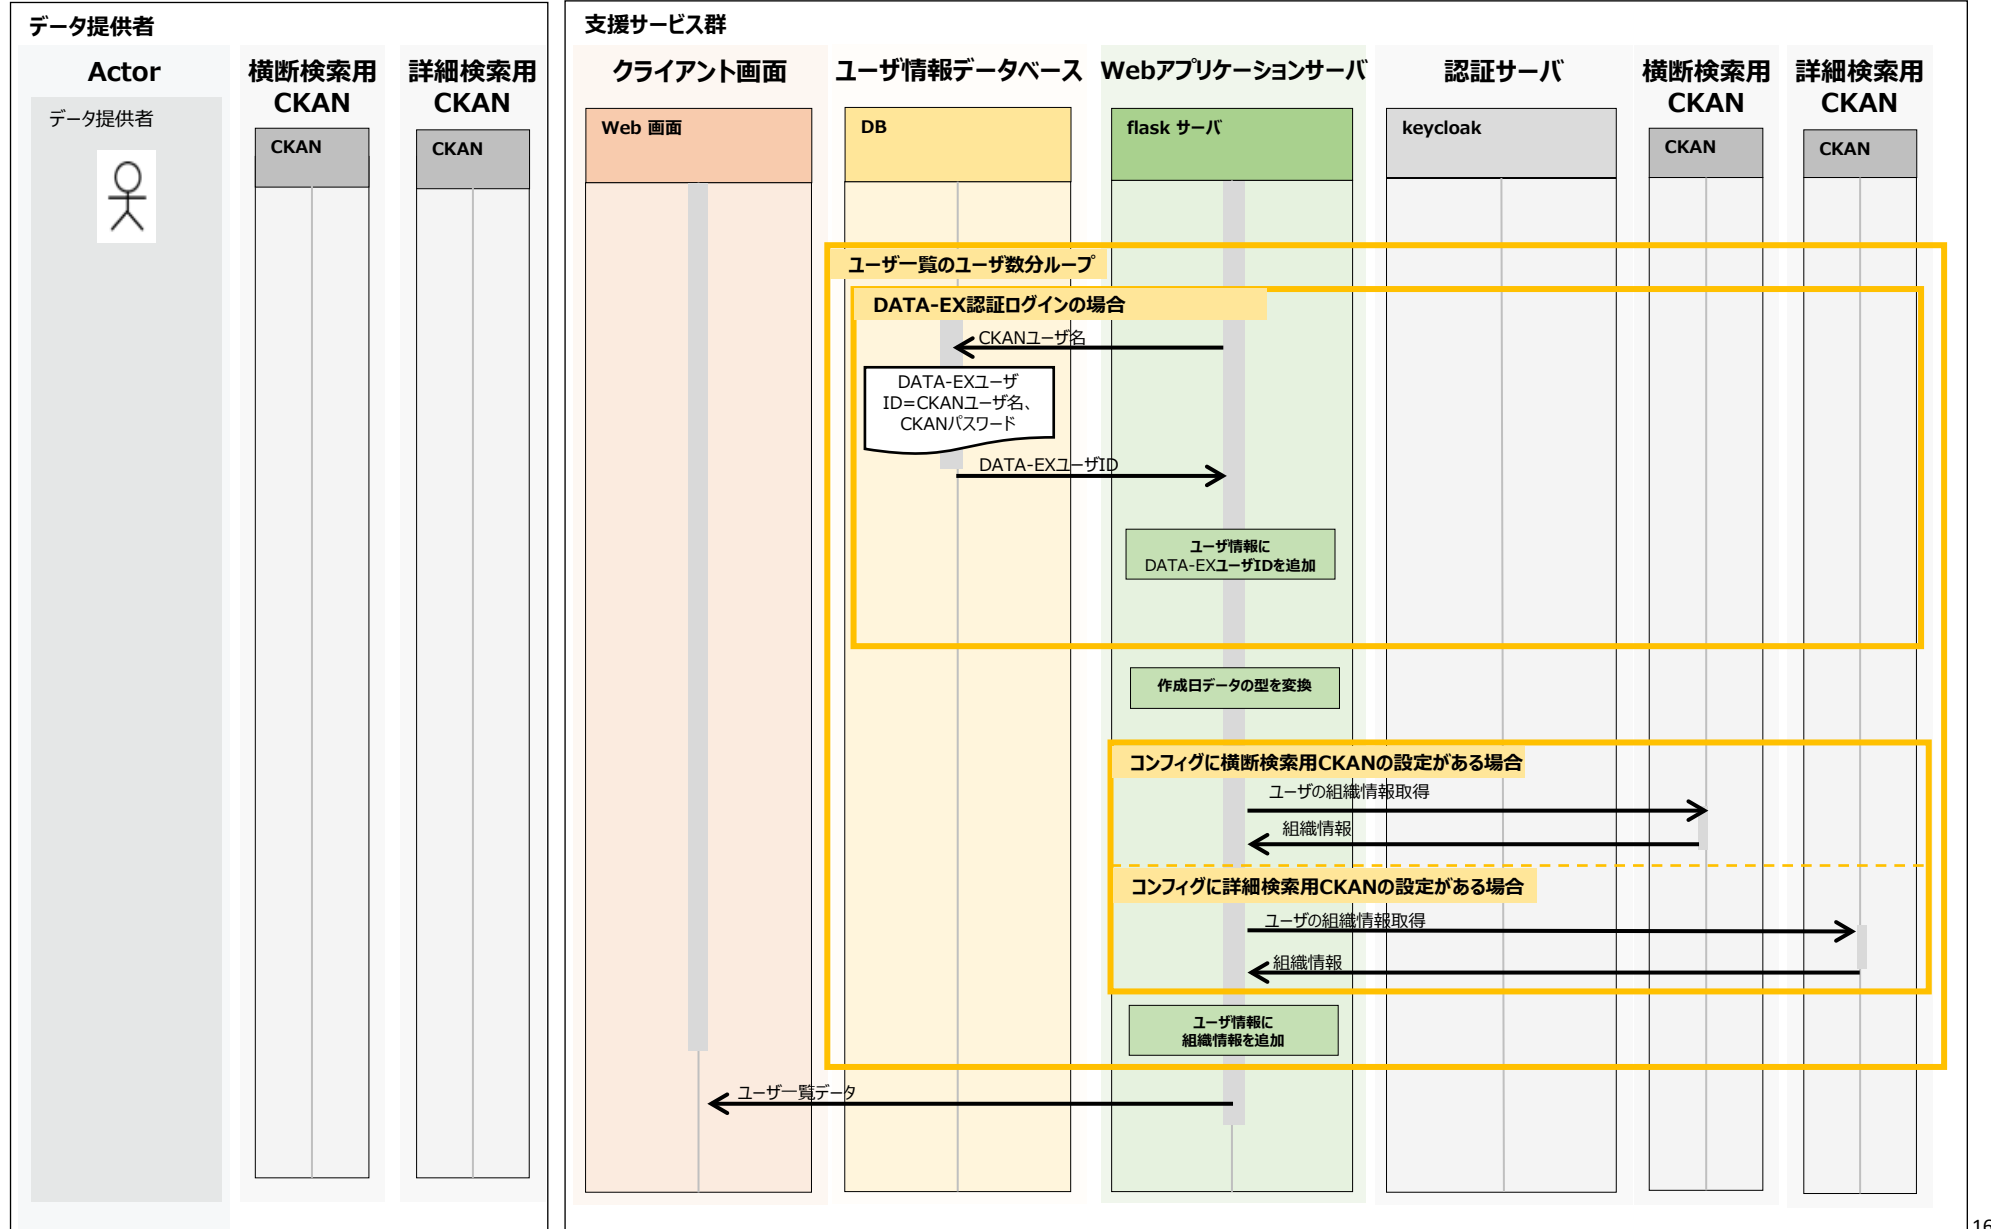 データ提供者
支援サービス群
Actor
横断検索用
CKAN
詳細検索用
CKAN
クライアント画面
ユーザ情報データベース
Webアプリケーションサーバ
認証サーバ
横断検索用
CKAN
詳細検索用
CKAN
データ提供者
CKAN
CKAN
Web 画面
DB
flask サーバ
keycloak
CKAN
CKAN
ユーザ一覧のユーザ数分ループ
DATA-EX認証ログインの場合
CKANユーザ名
DATA-EXユーザ
ID=CKANユーザ名、
CKANパスワード
DATA-EXユーザID
ユーザ情報に
DATA-EXユーザIDを追加
作成日データの型を変換
コンフィグに横断検索用CKANの設定がある場合
ユーザの組織情報取得
組織情報
コンフィグに詳細検索用CKANの設定がある場合
ユーザの組織情報取得
組織情報
ユーザ情報に
組織情報を追加
ユーザ一覧データ